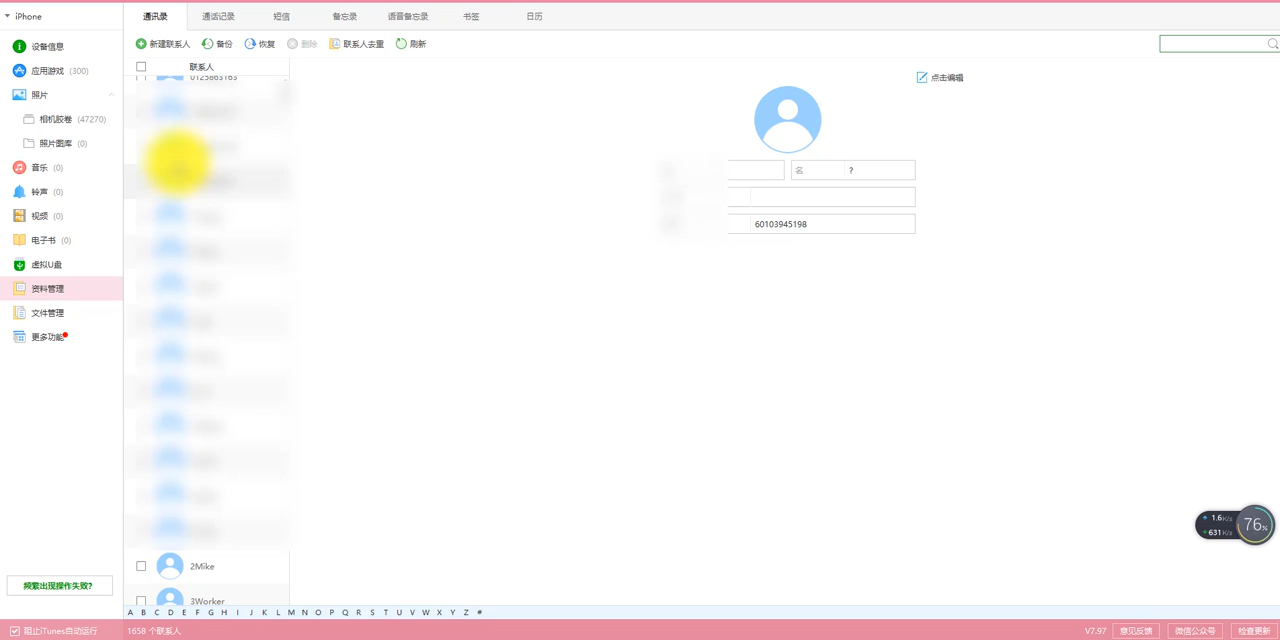 iPhone
通讯录 通话记录 短信 备忘录 语音备忘录 书签 日历
设备信息
应用游戏 (300)
照片
相机胶卷 (47270)
照片图库 (0)
音乐 (0)
铃声 (0)
视频 (0)
电子书 (0)
虚拟U盘
资料管理
文件管理
更多功能
频繁出现操作失败?
新建联系人 备份 恢复 删除 联系人去重 刷新
联系人
0125863163
2Mike
3Worker
点击编辑
名 ?
60103945198
1.6K/s
631K/s
76%
A B C D E F G H I J K L M N O P Q R S T U V W X Y Z #
阻止iTunes自动运行 1658 个联系人 V7.97 意见反馈 微信公众号 检查更新